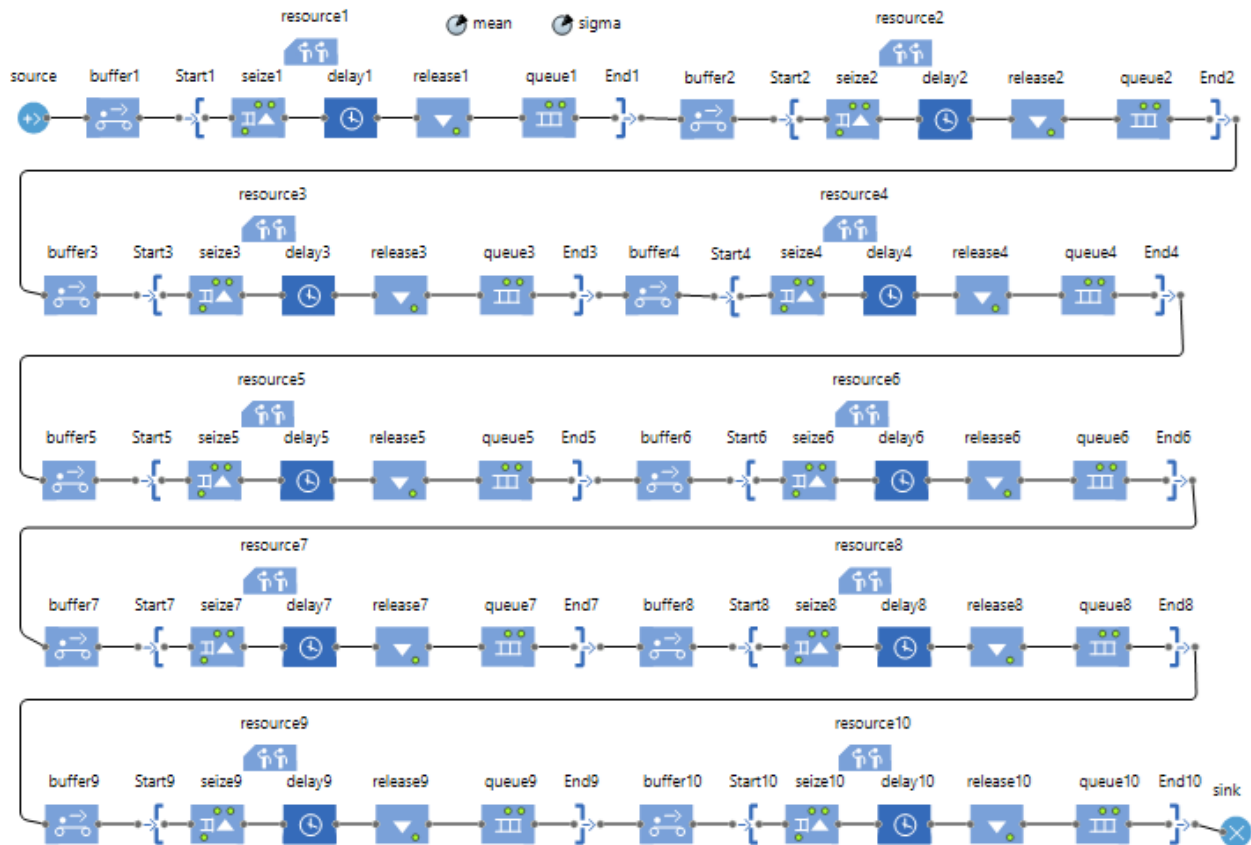 resource1 mean sigma resource2
source buffer1 Start1 seize1 delay1 release1 queue1 End1 buffer2 Start2 seize2 delay2 release2 queue2 End2
resource3 resource4
buffer3 Start3 seize3 delay3 release3 queue3 End3 buffer4 Start4 seize4 delay4 release4 queue4 End4
resource5 resource6
buffer5 Start5 seize5 delay5 release5 queue5 End5 buffer6 Start6 seize6 delay6 release6 queue6 End6
resource7 resource8
buffer7 Start7 seize7 delay7 release7 queue7 End7 buffer8 Start8 seize8 delay8 release8 queue8 End8
resource9 resource10
buffer9 Start9 seize9 delay9 release9 queue9 End9 buffer10 Start10 seize10 delay10 release10 queue10 End10 sink